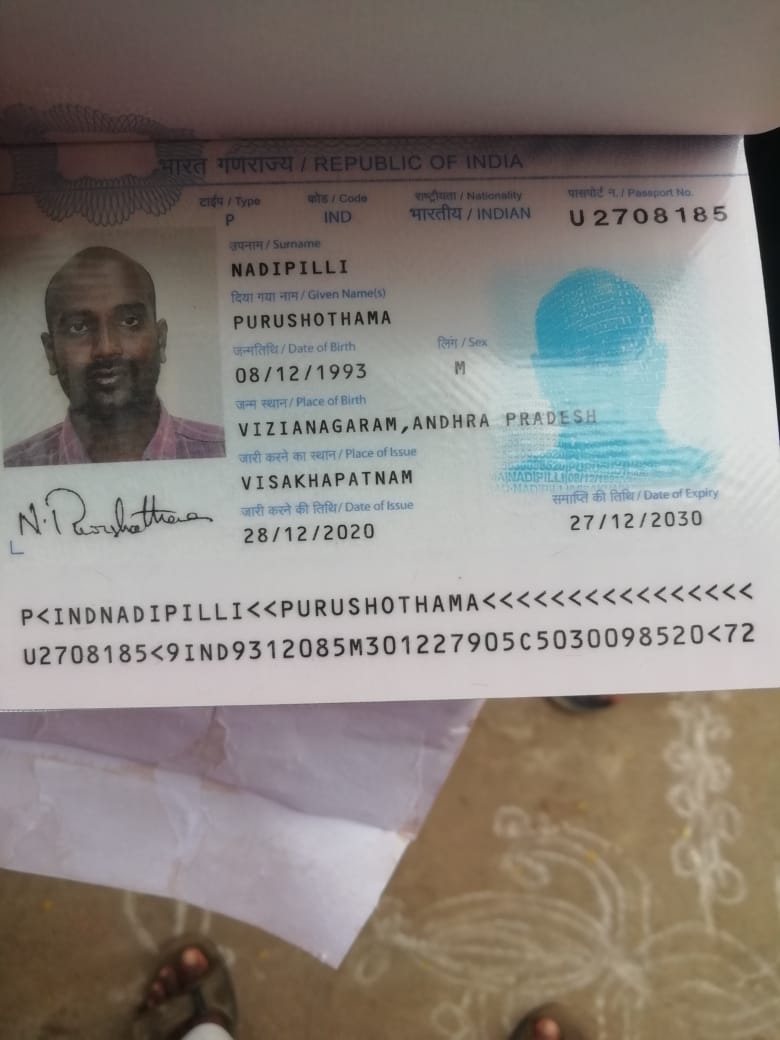 भारत गणराज्य / REPUBLIC OF INDIA
टाईप / Type कोड / Code राष्ट्रीयता / Nationality पासपोर्ट न. / Passport No.
P IND भारतीय / INDIAN U2708185
उपनाम / Surname
NADIPILLI
दिया गया नाम / Given Name(s)
PURUSHOTHAMA
जन्मतिथि / Date of Birth लिंग / Sex
08/12/1993 M
जन्म स्थान / Place of Birth
VIZIANAGARAM,ANDHRA PRADESH
जारी करने का स्थान / Place of Issue
VISAKHAPATNAM
जारी करने की तिथि / Date of Issue समाप्ति की तिथि / Date of Expiry
28/12/2020 27/12/2030
N. Purushothama
P<INDNADIPILLI<<PURUSHOTHAMA<<<<<<<<<<<<<<<<
U2708185<9IND9312085M301227905C5030098520<72